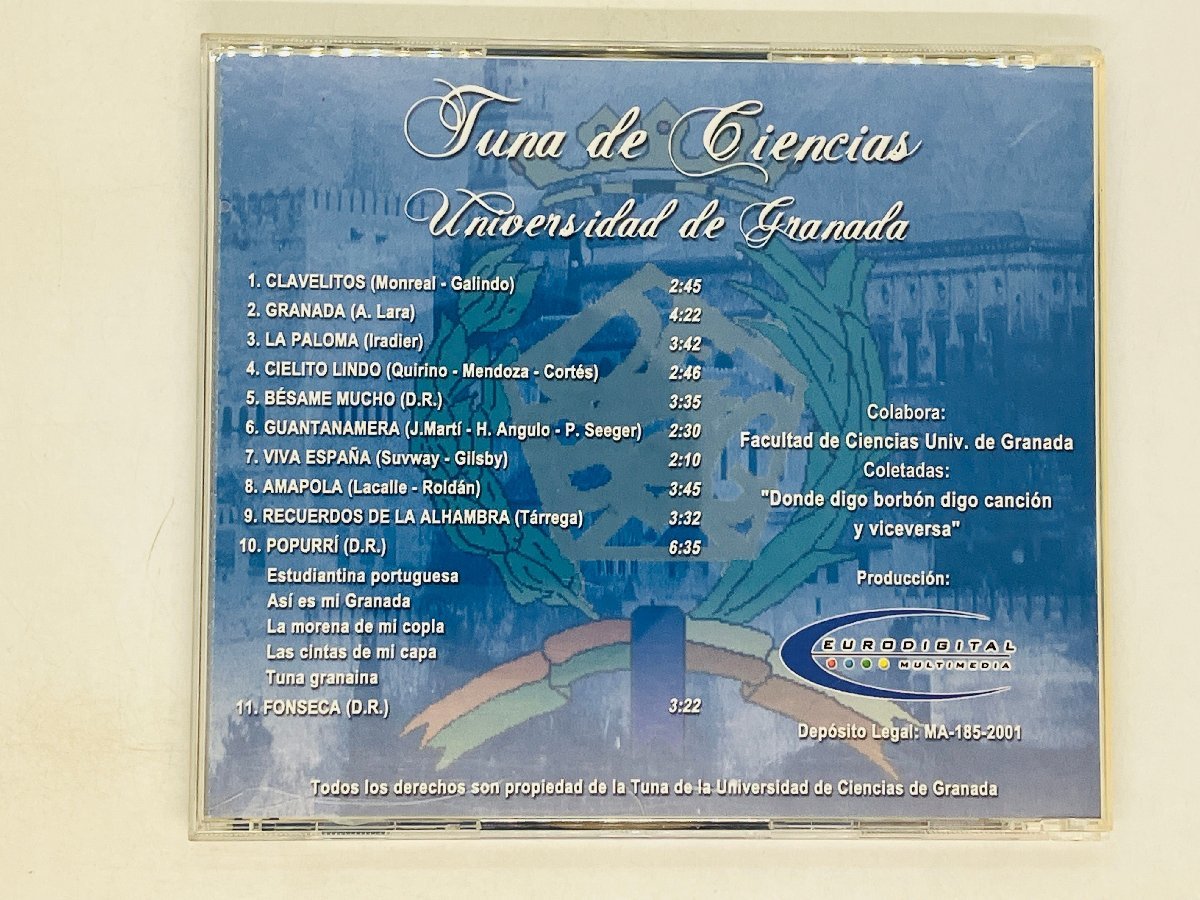 Tuna de Ciencias
Universidad de Granada
1. CLAVELITOS (Monreal - Galindo) 2:45
2. GRANADA (A. Lara) 4:22
3. LA PALOMA (Iradier) 3:42
4. CIELITO LINDO (Quirino - Mendoza - Cortés) 2:46
5. BÉSAME MUCHO (D.R.) 3:35
6. GUANTANAMERA (J.Martí - H. Angulo - P. Seeger) 2:30
7. VIVA ESPAÑA (Suvway - Gilsby) 2:10
8. AMAPOLA (Lacalle - Roldán) 3:45
9. RECUERDOS DE LA ALHAMBRA (Tárrega) 3:32
10. POPURRÍ (D.R.) 6:35
Estudiantina portuguesa
Así es mi Granada
La morena de mi copla
Las cintas de mi capa
Tuna granaina
11. FONSECA (D.R.) 3:22
Colabora:
Facultad de Ciencias Univ. de Granada
Coletadas:
"Donde digo borbón digo canción
y viceversa"
Producción:
EURODIGITAL
MULTIMEDIA
Depósito Legal: MA-185-2001
Todos los derechos son propiedad de la Tuna de la Universidad de Ciencias de Granada